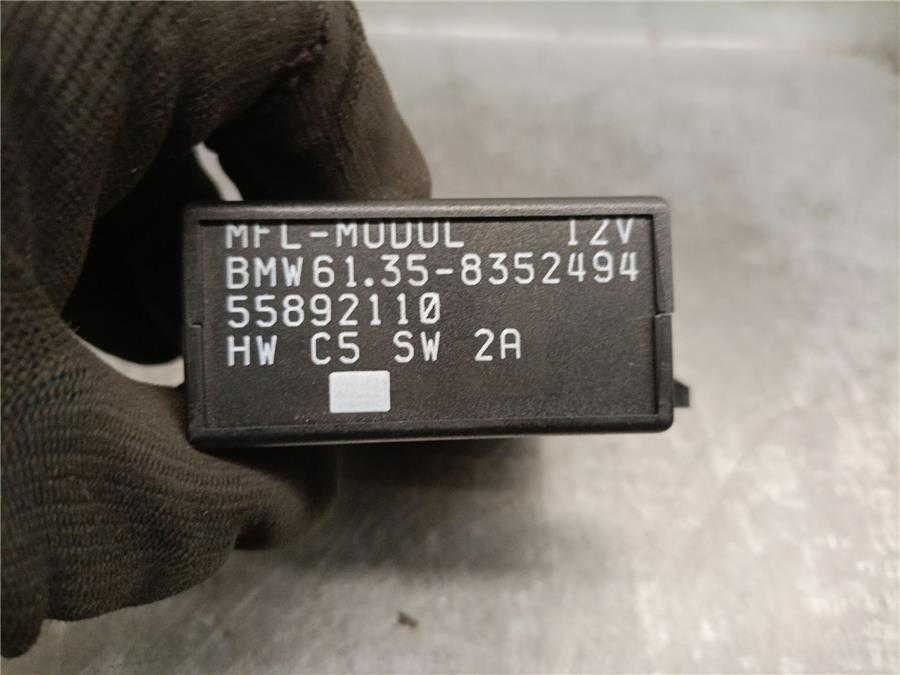 MFL-MODUL 12V
BMW61.35-8352494
55892110
HW C5 SW 2A